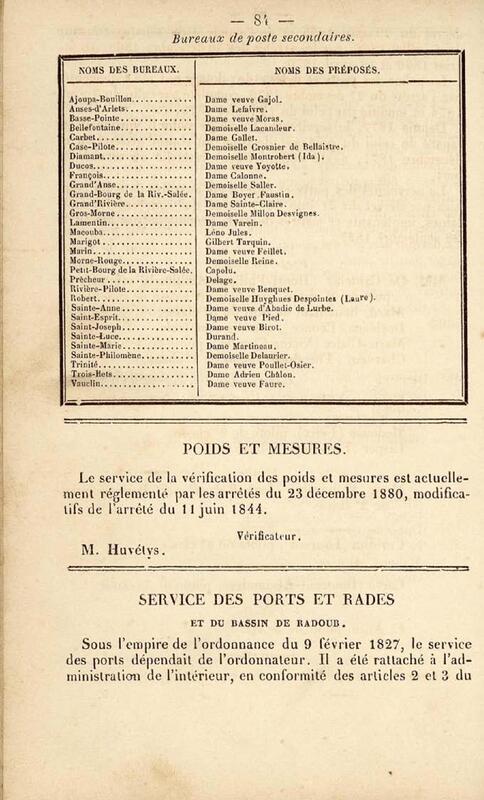 — 84 —
Bureaux de poste secondaires.
NOMS DES BUREAUX. NOMS DES PRÉPOSÉS.
Ajoupa-Bouillon............ Dame veuve Gajol.
Anses-d'Arlets.............. Dame Lefaivre.
Basse-Pointe................ Dame veuve Moras.
Bellefontaine................ Demoiselle Lacandeur.
Carbet....................... Dame Gallet.
Case-Pilote.................. Demoiselle Crosnier de Bellaistre.
Diamant..................... Demoiselle Montrobert (Ida).
Ducos........................ Dame veuve Yoyotte.
François..................... Dame Calonne.
Grand'Anse.................. Demoiselle Saller.
Grand-Bourg de la Riv.-Salée. Dame Boyer Faustin.
Grand'Rivière............... Dame Sainte-Claire.
Gros-Morne.................. Demoiselle Millon Desvignes.
Lamentin.................... Dame Varein.
Macouba..................... Léno Jules.
Marigot...................... Gilbert Tarquin.
Marin........................ Dame veuve Feillet.
Morne-Rouge................ Demoiselle Reine.
Petit-Bourg de la Rivière-Salée. Capolu.
Prêcheur..................... Delage.
Rivière-Pilote............... Dame veuve Benquet.
Robert....................... Demoiselle Huyghues Despointes (Laure).
Sainte-Anne................. Dame veuve d'Abadie de Lurbe.
Saint-Esprit................. Dame veuve Pied.
Saint-Joseph................ Dame veuve Birot.
Sainte-Luce.................. Durand.
Sainte-Marie................ Dame Martineau.
Sainte-Philomène........... Demoiselle Delaurier.
Trinité....................... Dame veuve Poullet-Osier.
Trois-Ilets................... Dame Adrien Châlon.
Vauclin...................... Dame veuve Faure.
POIDS ET MESURES.
Le service de la vérification des poids et mesures est actuelle-
ment réglementé par les arrêtés du 23 décembre 1880, modifica-
tifs de l'arrêté du 11 juin 1844.
Vérificateur.
M. Huvétys.
SERVICE DES PORTS ET RADES
ET DU BASSIN DE RADOUB.
Sous l'empire de l'ordonnance du 9 février 1827, le service
des ports dépendait de l'ordonnateur. Il a été rattaché à l'ad-
ministration de l'intérieur, en conformité des articles 2 et 3 du